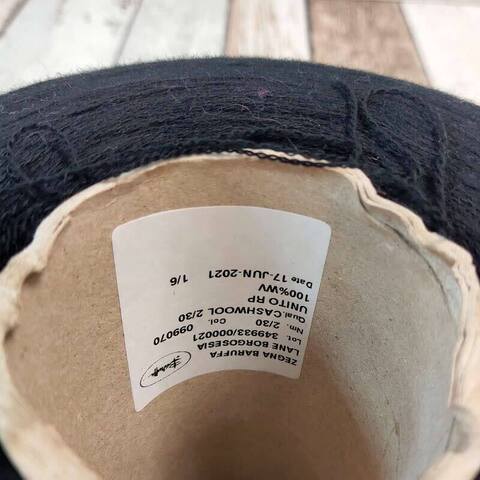 ZEGNA BARUFFA
LANE BORGOSESIA
Lot. 349933/000021
Nm. 2/30 Col. 099070
Qual.CASHWOOL 2/30
UNITO RP
100%WV
Date 17-JUN-2021 1/6